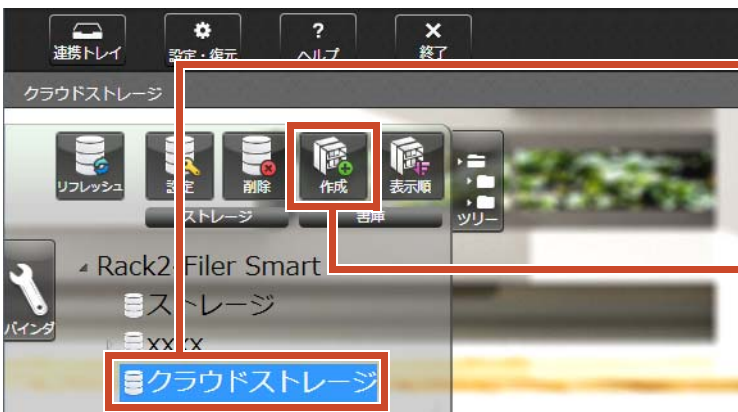 ? ×
連携トレイ 設定・復元 ヘルプ 終了
クラウドストレージ
リフレッシュ 設定 削除 作成 表示順
ストレージ 書庫 ツリー
Rack2-Filer Smart
ストレージ
バインダ
xxxx
クラウドストレージ